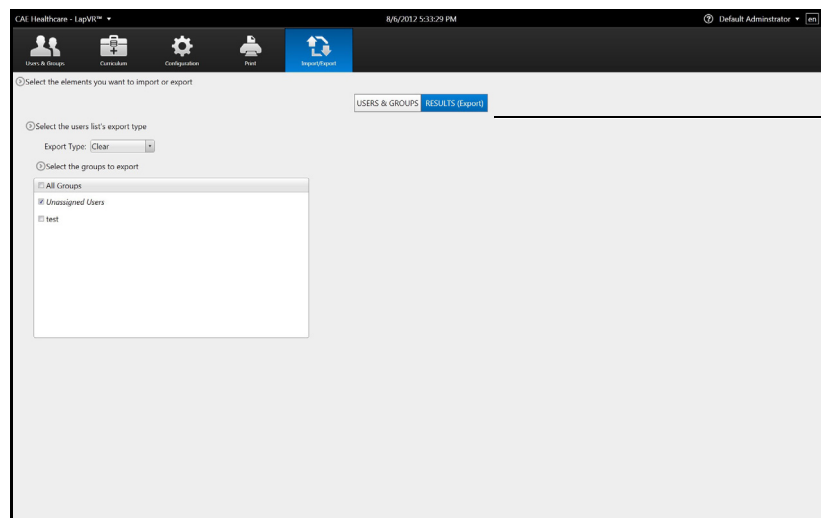 CAE Healthcare - LapVR™ 8/6/2012 5:33:29 PM Default Adminstrator en
Users & Groups Curriculum Configuration Print Import/Export
Select the elements you want to import or export
USERS & GROUPS RESULTS (Export)
Select the users list's export type
Export Type: Clear
Select the groups to export
All Groups
Unassigned Users
test